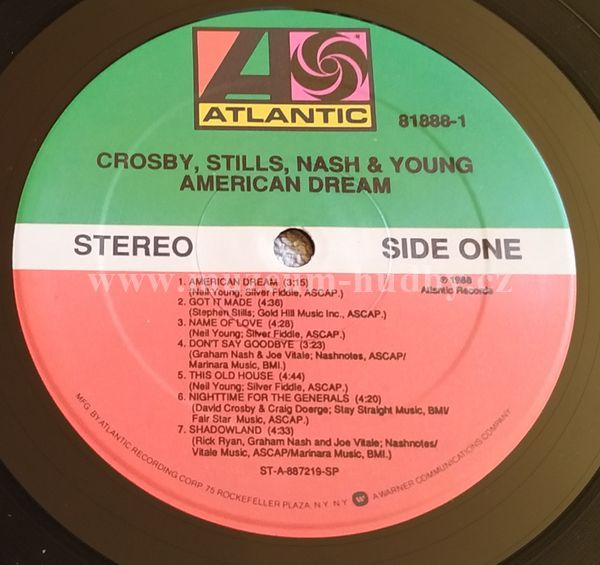 ATLANTIC
81888-1
CROSBY, STILLS, NASH & YOUNG
AMERICAN DREAM
STEREO
SIDE ONE
℗ 1988
Atlantic Records
1. AMERICAN DREAM (3:15)
(Neil Young; Silver Fiddle, ASCAP.)
2. GOT IT MADE (4:36)
(Stephen Stills; Gold Hill Music Inc., ASCAP.)
3. NAME OF LOVE (4:28)
(Neil Young; Silver Fiddle, ASCAP.)
4. DON'T SAY GOODBYE (3:23)
(Graham Nash & Joe Vitale; Nashnotes, ASCAP/
Marinara Music, BMI.)
5. THIS OLD HOUSE (4:44)
(Neil Young; Silver Fiddle, ASCAP.)
6. NIGHTTIME FOR THE GENERALS (4:20)
(David Crosby & Craig Doerge; Stay Straight Music, BMI/
Fair Star Music, ASCAP.)
7. SHADOWLAND (4:33)
(Rick Ryan, Graham Nash and Joe Vitale; Nashnotes/
Vitale Music, ASCAP/Marinara Music, BMI.)
ST-A-887219-SP
MFG. BY ATLANTIC RECORDING CORP. 75 ROCKEFELLER PLAZA, N.Y. N.Y. A WARNER COMMUNICATIONS COMPANY